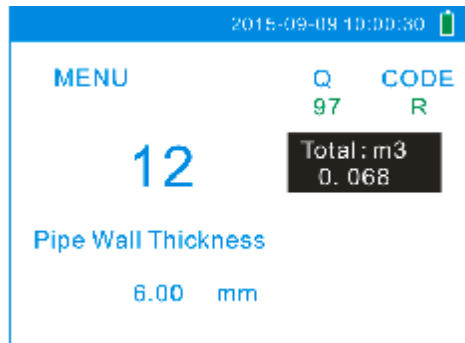 2015-09-09 10:00:30
MENU Q CODE
97 R
12
Total: m3
0.068
Pipe Wall Thickness
6.00 mm